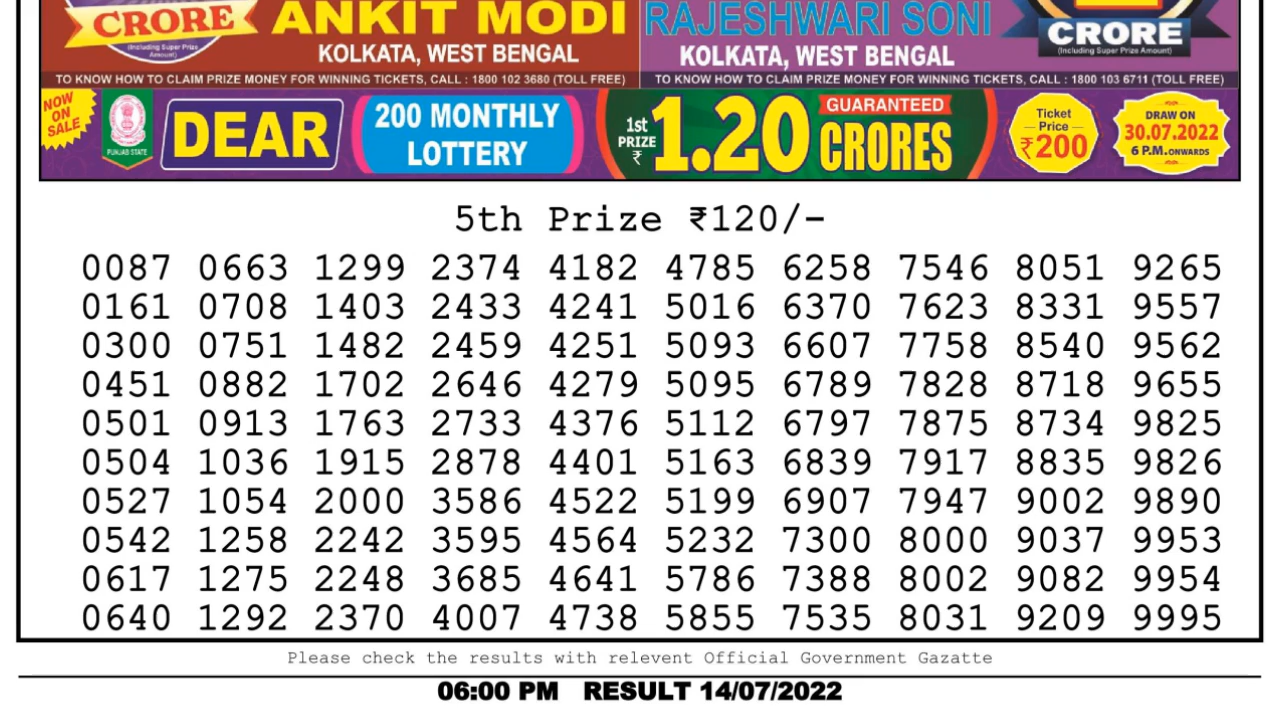 CRORE
(Including Super Prize Amount)
ANKIT MODI
KOLKATA, WEST BENGAL
RAJESHWARI SONI
KOLKATA, WEST BENGAL
CRORE
(Including Super Prize Amount)
TO KNOW HOW TO CLAIM PRIZE MONEY FOR WINNING TICKETS, CALL : 1800 102 3680 (TOLL FREE)
TO KNOW HOW TO CLAIM PRIZE MONEY FOR WINNING TICKETS, CALL : 1800 103 6711 (TOLL FREE)
NOW
ON
SALE
PUNJAB STATE
DEAR
200 MONTHLY
LOTTERY
1st
PRIZE
₹
1.20
GUARANTEED
CRORES
Ticket
Price
₹200
DRAW ON
30.07.2022
6 P.M. ONWARDS
5th Prize ₹120/-
0087 0663 1299 2374 4182 4785 6258 7546 8051 9265
0161 0708 1403 2433 4241 5016 6370 7623 8331 9557
0300 0751 1482 2459 4251 5093 6607 7758 8540 9562
0451 0882 1702 2646 4279 5095 6789 7828 8718 9655
0501 0913 1763 2733 4376 5112 6797 7875 8734 9825
0504 1036 1915 2878 4401 5163 6839 7917 8835 9826
0527 1054 2000 3586 4522 5199 6907 7947 9002 9890
0542 1258 2242 3595 4564 5232 7300 8000 9037 9953
0617 1275 2248 3685 4641 5786 7388 8002 9082 9954
0640 1292 2370 4007 4738 5855 7535 8031 9209 9995
Please check the results with relevent Official Government Gazatte
06:00 PM RESULT 14/07/2022